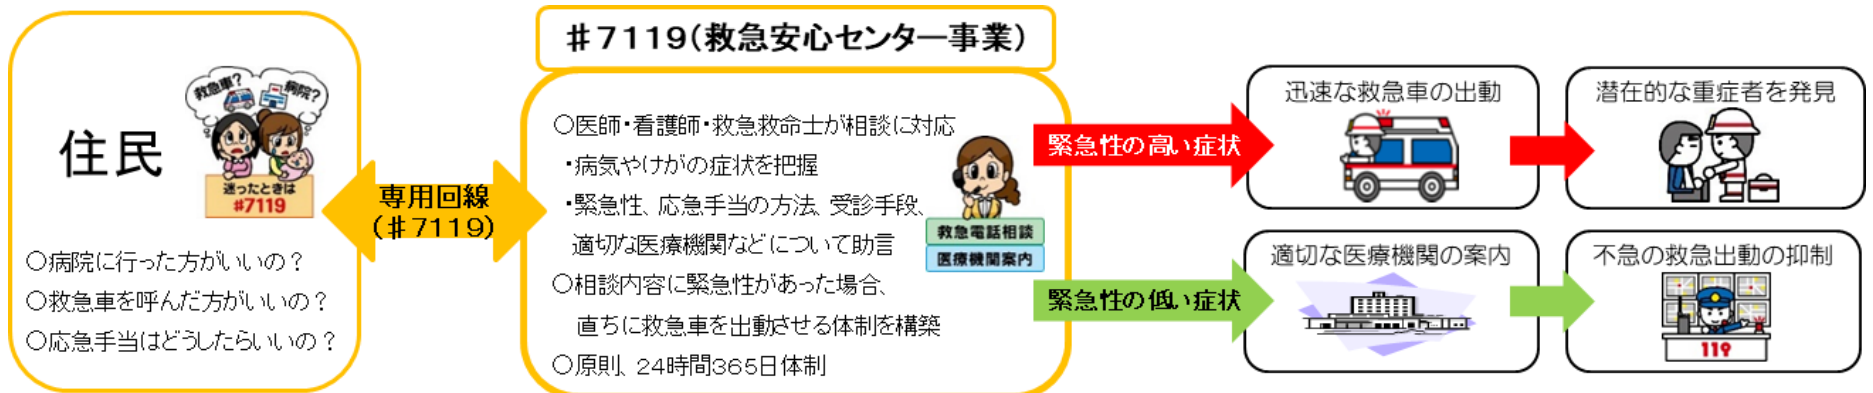 救急車?
病院?
住民
迷ったときは
#7119
○病院に行った方がいいの？
○救急車を呼んだ方がいいの？
○応急手当はどうしたらいいの？
専用回線
(♯7119)
♯7119(救急安心センター事業)
○医師・看護師・救急救命士が相談に対応
・病気やけがの症状を把握
・緊急性、応急手当の方法、受診手段、
適切な医療機関などについて助言
○相談内容に緊急性があった場合、
直ちに救急車を出動させる体制を構築
○原則、24時間365日体制
救急電話相談
医療機関案内
緊急性の高い症状
迅速な救急車の出動
潜在的な重症者を発見
緊急性の低い症状
適切な医療機関の案内
不急の救急出動の抑制
119